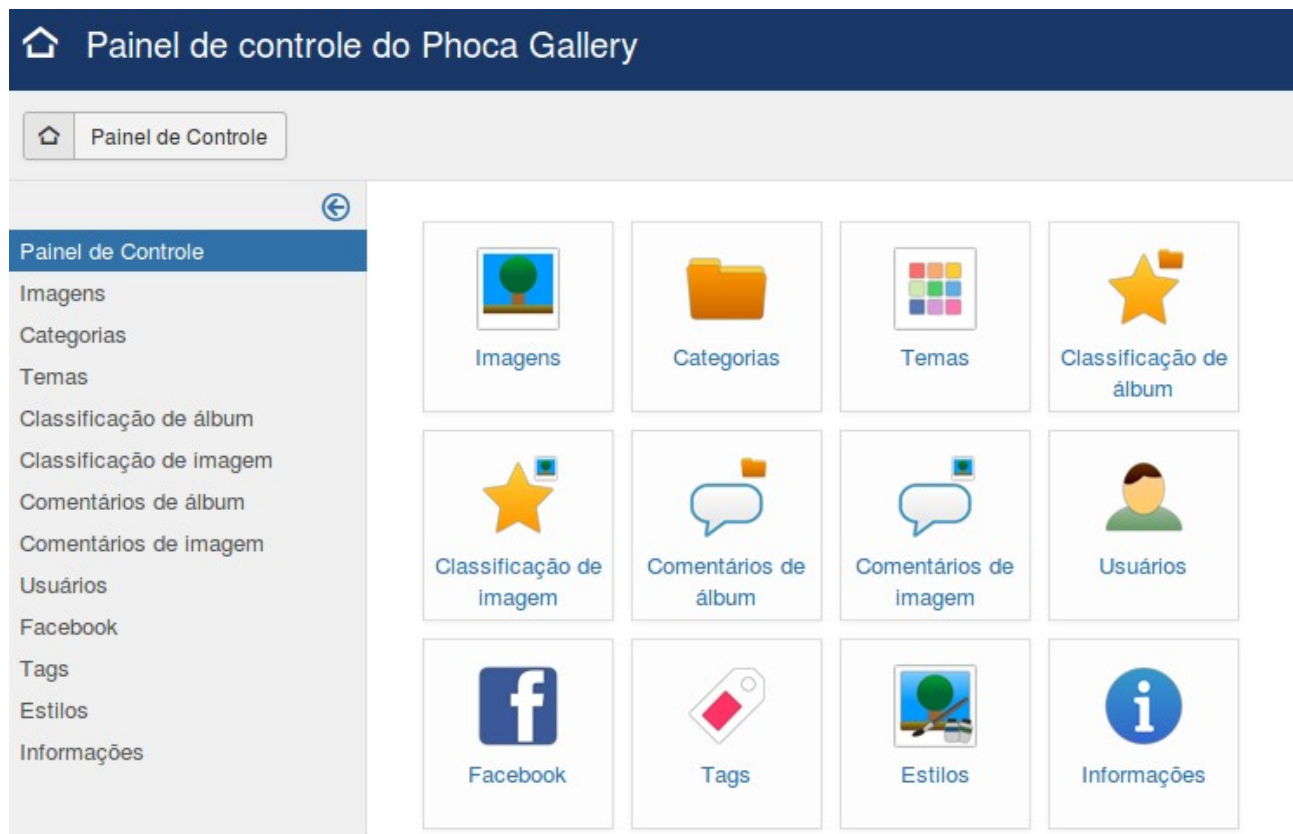 Painel de controle do Phoca Gallery
Painel de Controle
Painel de Controle
Imagens
Categorias
Temas
Classificação de álbum
Classificação de imagem
Comentários de álbum
Comentários de imagem
Usuários
Facebook
Tags
Estilos
Informações
Imagens
Categorias
Temas
Classificação de
álbum
Classificação de
imagem
Comentários de
álbum
Comentários de
imagem
Usuários
Facebook
Tags
Estilos
Informações